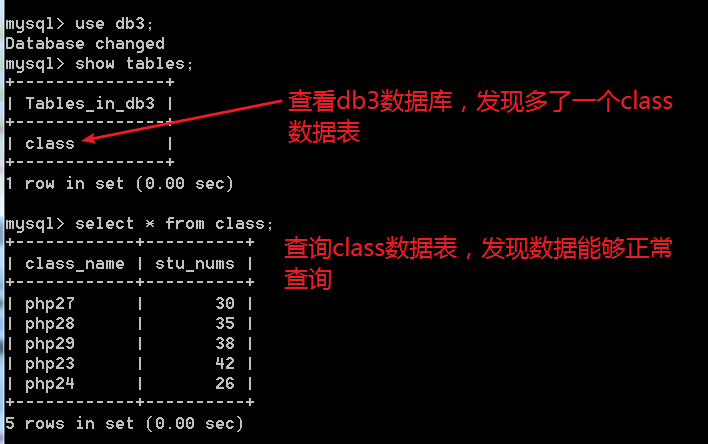 mysql> use db3;
Database changed
mysql> show tables;
+---------------+
| Tables_in_db3 |
+---------------+
| class         |
+---------------+
1 row in set (0.00 sec)
查看db3数据库，发现多了一个class
数据表
mysql> select * from class;
+------------+----------+
| class_name | stu_nums |
+------------+----------+
| php27      |       30 |
| php28      |       35 |
| php29      |       38 |
| php23      |       42 |
| php24      |       26 |
+------------+----------+
5 rows in set (0.00 sec)
查询class数据表，发现数据能够正常
查询